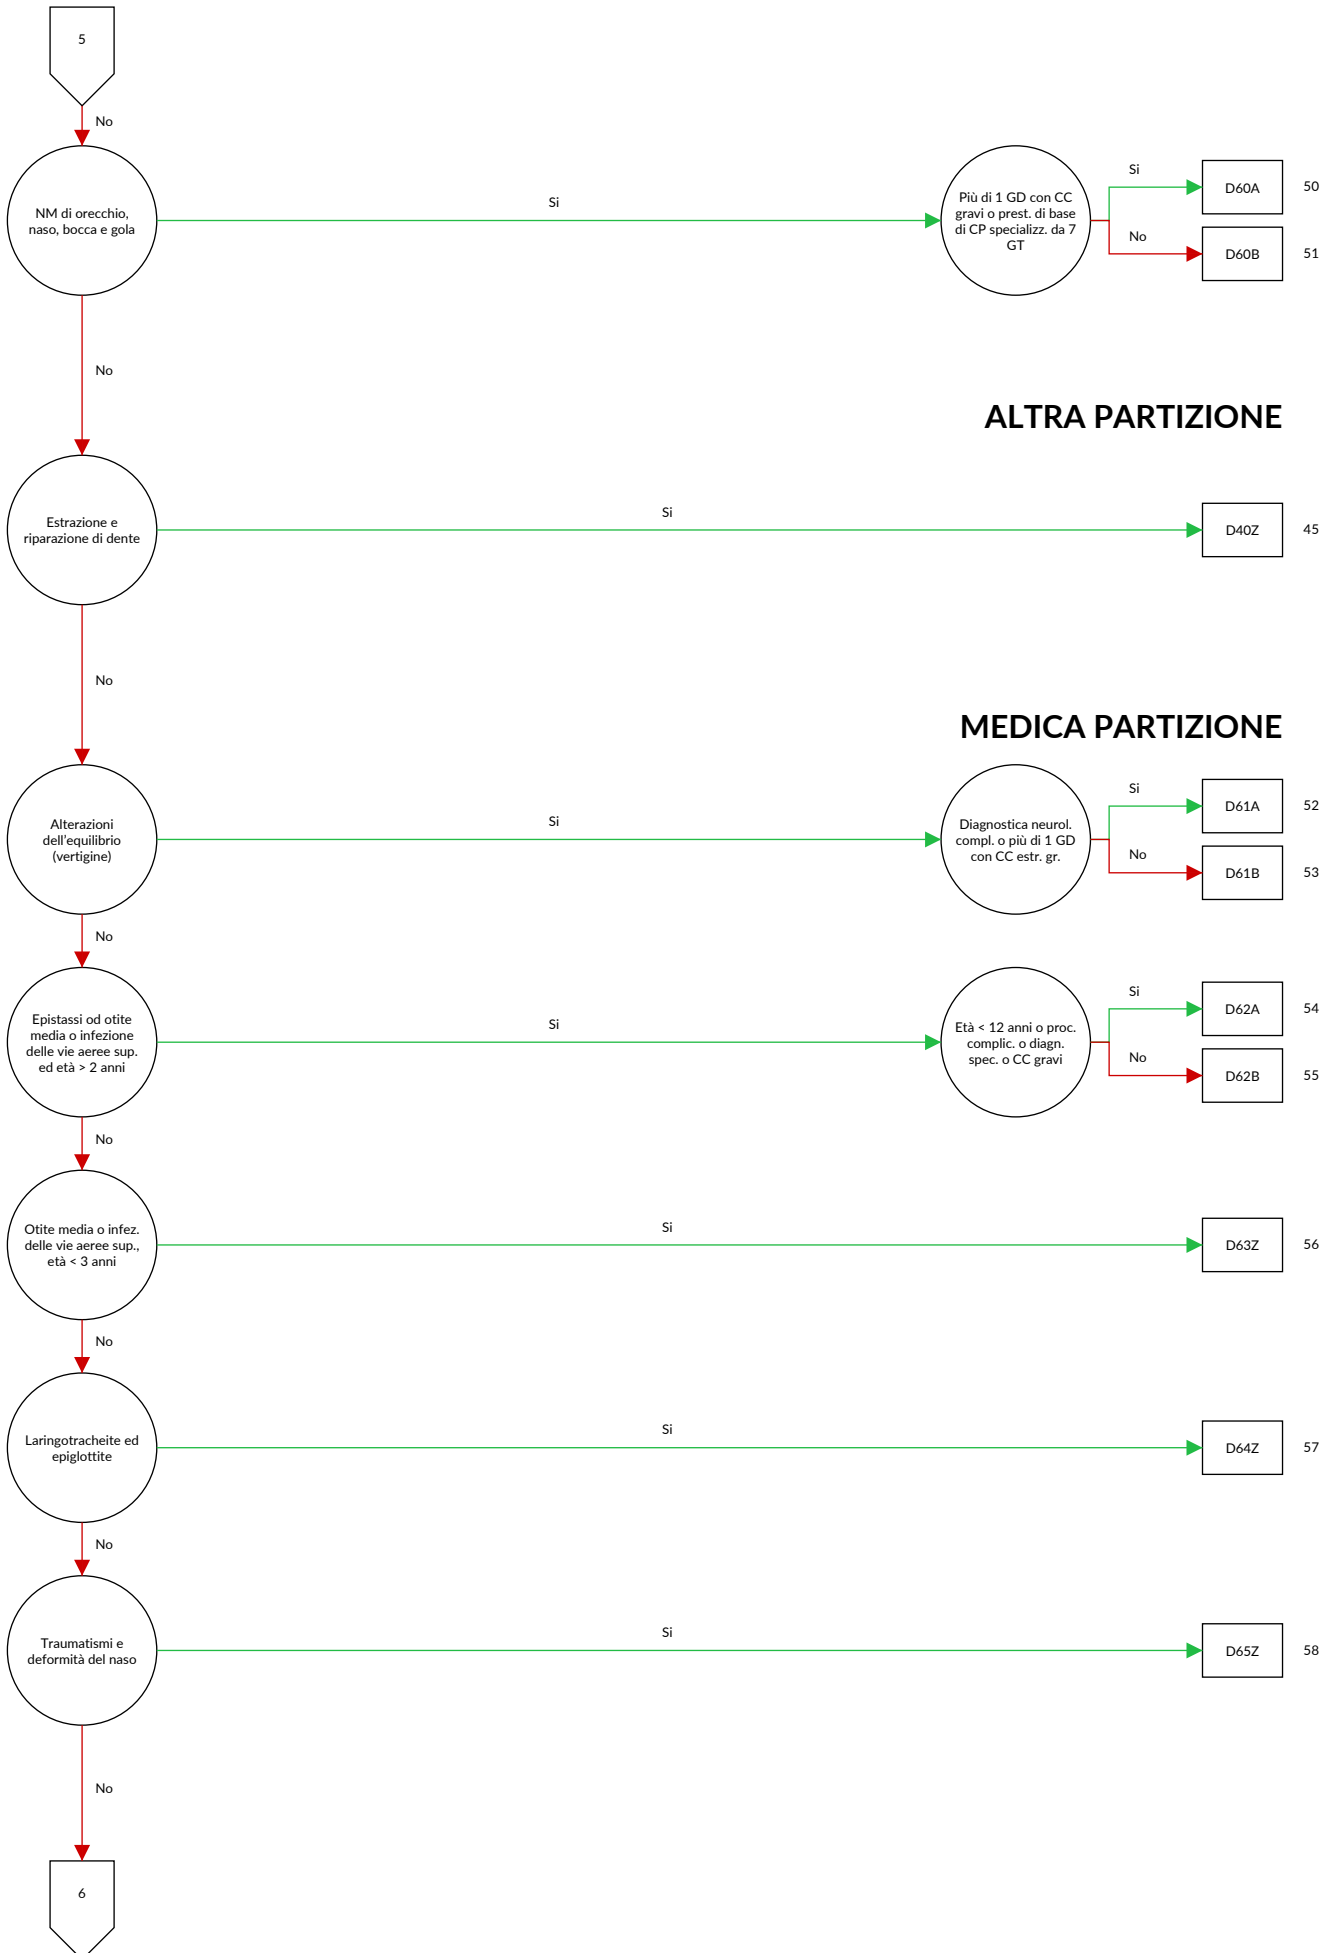 5
No
NM di orecchio,
naso, bocca e gola
Si
Più di 1 GD con CC
gravi o prest. di base
di CP specializz. da 7
GT
Si
D60A
50
No
D60B
51
No
ALTRA PARTIZIONE
Estrazione e
riparazione di dente
Si
D40Z
45
No
MEDICA PARTIZIONE
Alterazioni
dell'equilibrio
(vertigine)
Si
Diagnostica neurol.
compl. o più di 1 GD
con CC estr. gr.
Si
D61A
52
No
D61B
53
No
Epistassi od otite
media o infezione
delle vie aeree sup.
ed età > 2 anni
Si
Età < 12 anni o proc.
complic. o diagn.
spec. o CC gravi
Si
D62A
54
No
D62B
55
No
Otite media o infez.
delle vie aeree sup.,
età < 3 anni
Si
D63Z
56
No
Laringotracheite ed
epiglottite
Si
D64Z
57
No
Traumatismi e
deformità del naso
Si
D65Z
58
No
6